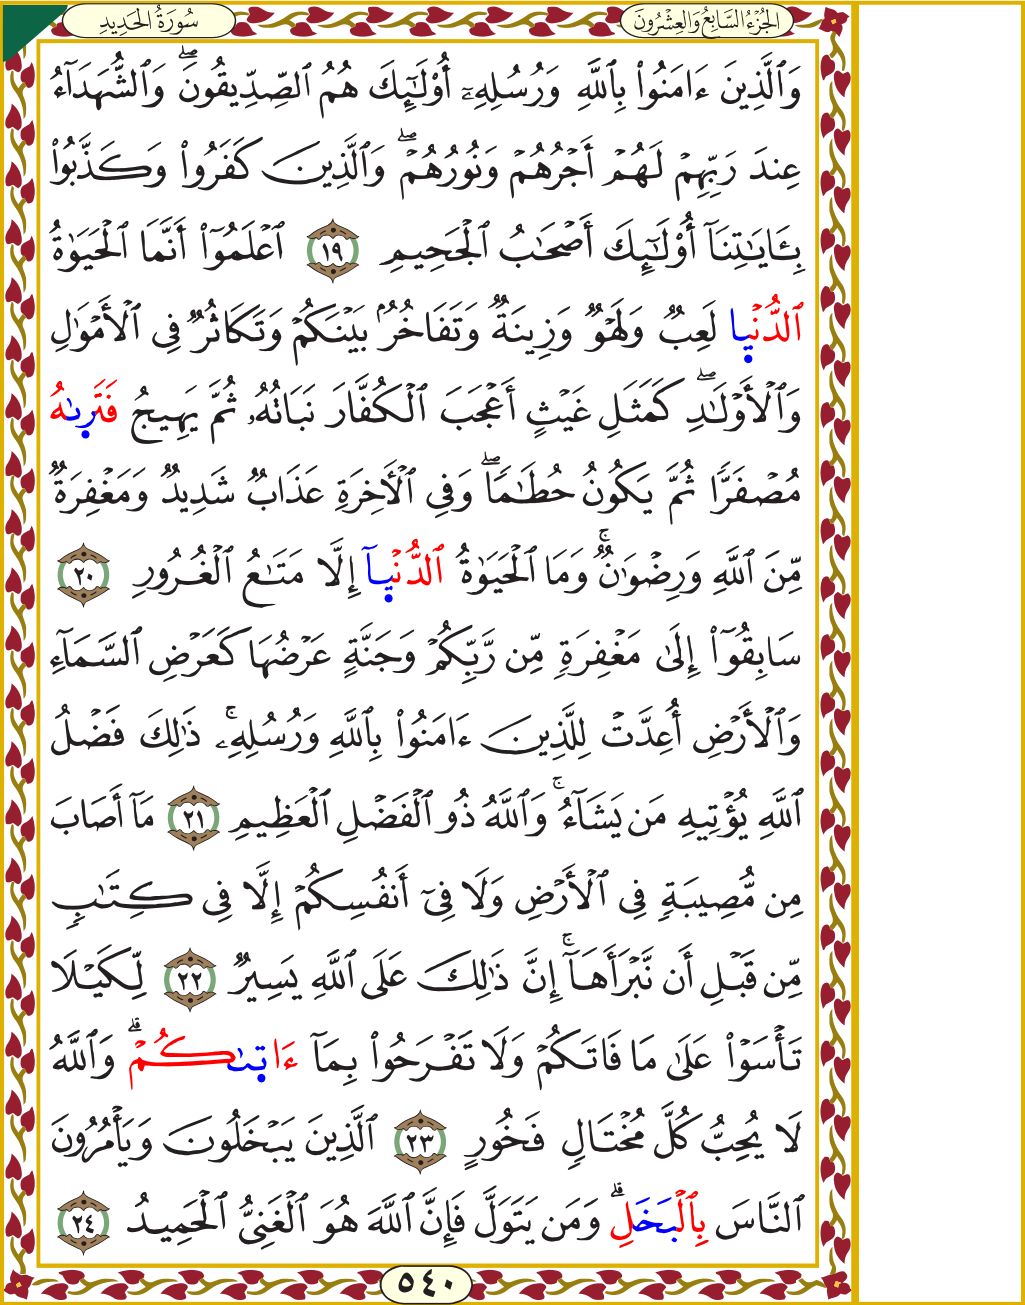 الجُزْءُ السَّابِعُ وَالعِشْرُونَ
سُورَةُ الحَدِيدِ
وَٱلَّذِينَ ءَامَنُوا۟ بِٱللَّهِ وَرُسُلِهِۦٓ أُو۟لَـٰٓئِكَ هُمُ ٱلصِّدِّيقُونَ ۖ وَٱلشُّهَدَآءُ
عِندَ رَبِّهِمْ لَهُمْ أَجْرُهُمْ وَنُورُهُمْ ۖ وَٱلَّذِينَ كَفَرُوا۟ وَكَذَّبُوا۟
بِـَٔايَـٰتِنَآ أُو۟لَـٰٓئِكَ أَصْحَـٰبُ ٱلْجَحِيمِ ١٩ ٱعْلَمُوٓا۟ أَنَّمَا ٱلْحَيَوٰةُ
ٱلدُّنْيٜا لَعِبٌ وَلَهْوٌ وَزِينَةٌ وَتَفَاخُرٌۢ بَيْنَكُمْ وَتَكَاثُرٌ فِى ٱلْأَمْوَٰلِ
وَٱلْأَوْلَـٰدِ ۖ كَمَثَلِ غَيْثٍ أَعْجَبَ ٱلْكُفَّارَ نَبَاتُهُۥ ثُمَّ يَهِيجُ فَتَرٜىٰهُ
مُصْفَرًّا ثُمَّ يَكُونُ حُطَـٰمًا ۖ وَفِى ٱلْأَخِرَةِ عَذَابٌ شَدِيدٌ وَمَغْفِرَةٌ
مِّنَ ٱللَّهِ وَرِضْوَٰنٌ ۚ وَمَا ٱلْحَيَوٰةُ ٱلدُّنْيٜآ إِلَّا مَتَـٰعُ ٱلْغُرُورِ ٢٠
سَابِقُوٓا۟ إِلَىٰ مَغْفِرَةٍ مِّن رَّبِّكُمْ وَجَنَّةٍ عَرْضُهَا كَعَرْضِ ٱلسَّمَآءِ
وَٱلْأَرْضِ أُعِدَّتْ لِلَّذِينَ ءَامَنُوا۟ بِٱللَّهِ وَرُسُلِهِۦ ۚ ذَٰلِكَ فَضْلُ
ٱللَّهِ يُؤْتِيهِ مَن يَشَآءُ ۚ وَٱللَّهُ ذُو ٱلْفَضْلِ ٱلْعَظِيمِ ٢١ مَآ أَصَابَ
مِن مُّصِيبَةٍ فِى ٱلْأَرْضِ وَلَا فِىٓ أَنفُسِكُمْ إِلَّا فِى كِتَـٰبٍ
مِّن قَبْلِ أَن نَّبْرَأَهَآ ۚ إِنَّ ذَٰلِكَ عَلَى ٱللَّهِ يَسِيرٌ ٢٢ لِّكَيْلَا
تَأْسَوْا۟ عَلَىٰ مَا فَاتَكُمْ وَلَا تَفْرَحُوا۟ بِمَآ ءَاتٜىٰكُمْ ۗ وَٱللَّهُ
لَا يُحِبُّ كُلَّ مُخْتَالٍ فَخُورٍ ٢٣ ٱلَّذِينَ يَبْخَلُونَ وَيَأْمُرُونَ
ٱلنَّاسَ بِٱلْبَخَلِ ۗ وَمَن يَتَوَلَّ فَإِنَّ ٱللَّهَ هُوَ ٱلْغَنِىُّ ٱلْحَمِيدُ ٢٤
٥٤٠